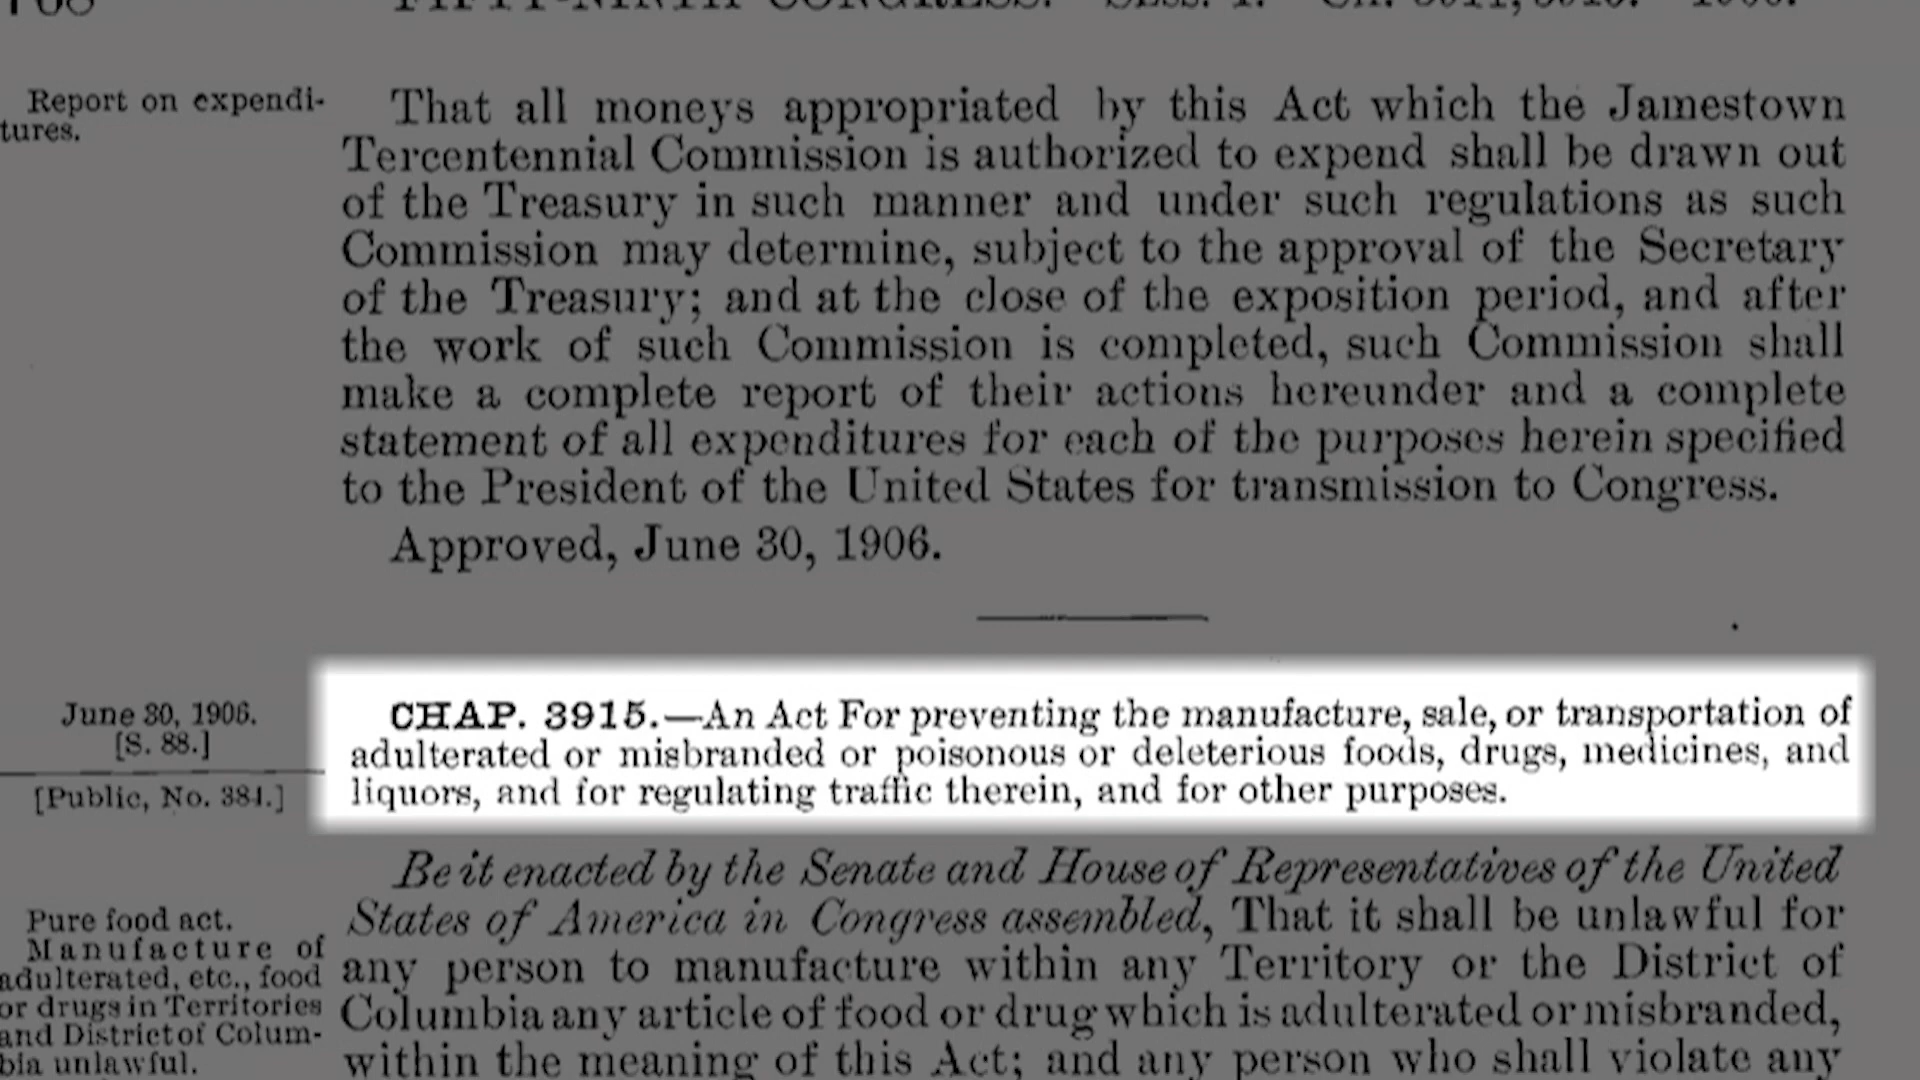 Report on expendi-
tures.
That all moneys appropriated by this Act which the Jamestown
Tercentennial Commission is authorized to expend shall be drawn out
of the Treasury in such manner and under such regulations as such
Commission may determine, subject to the approval of the Secretary
of the Treasury; and at the close of the exposition period, and after
the work of such Commission is completed, such Commission shall
make a complete report of their actions hereunder and a complete
statement of all expenditures for each of the purposes herein specified
to the President of the United States for transmission to Congress.
Approved, June 30, 1906.
June 30, 1906.
[S. 88.]
[Public, No. 384.]
CHAP. 3915.—An Act For preventing the manufacture, sale, or transportation of
adulterated or misbranded or poisonous or deleterious foods, drugs, medicines, and
liquors, and for regulating traffic therein, and for other purposes.
Pure food act.
Manufacture of
adulterated, etc., food
or drugs in Territories
and District of Colum-
bia unlawful.
Be it enacted by the Senate and House of Representatives of the United
States of America in Congress assembled, That it shall be unlawful for
any person to manufacture within any Territory or the District of
Columbia any article of food or drug which is adulterated or misbranded,
within the meaning of this Act; and any person who shall violate any